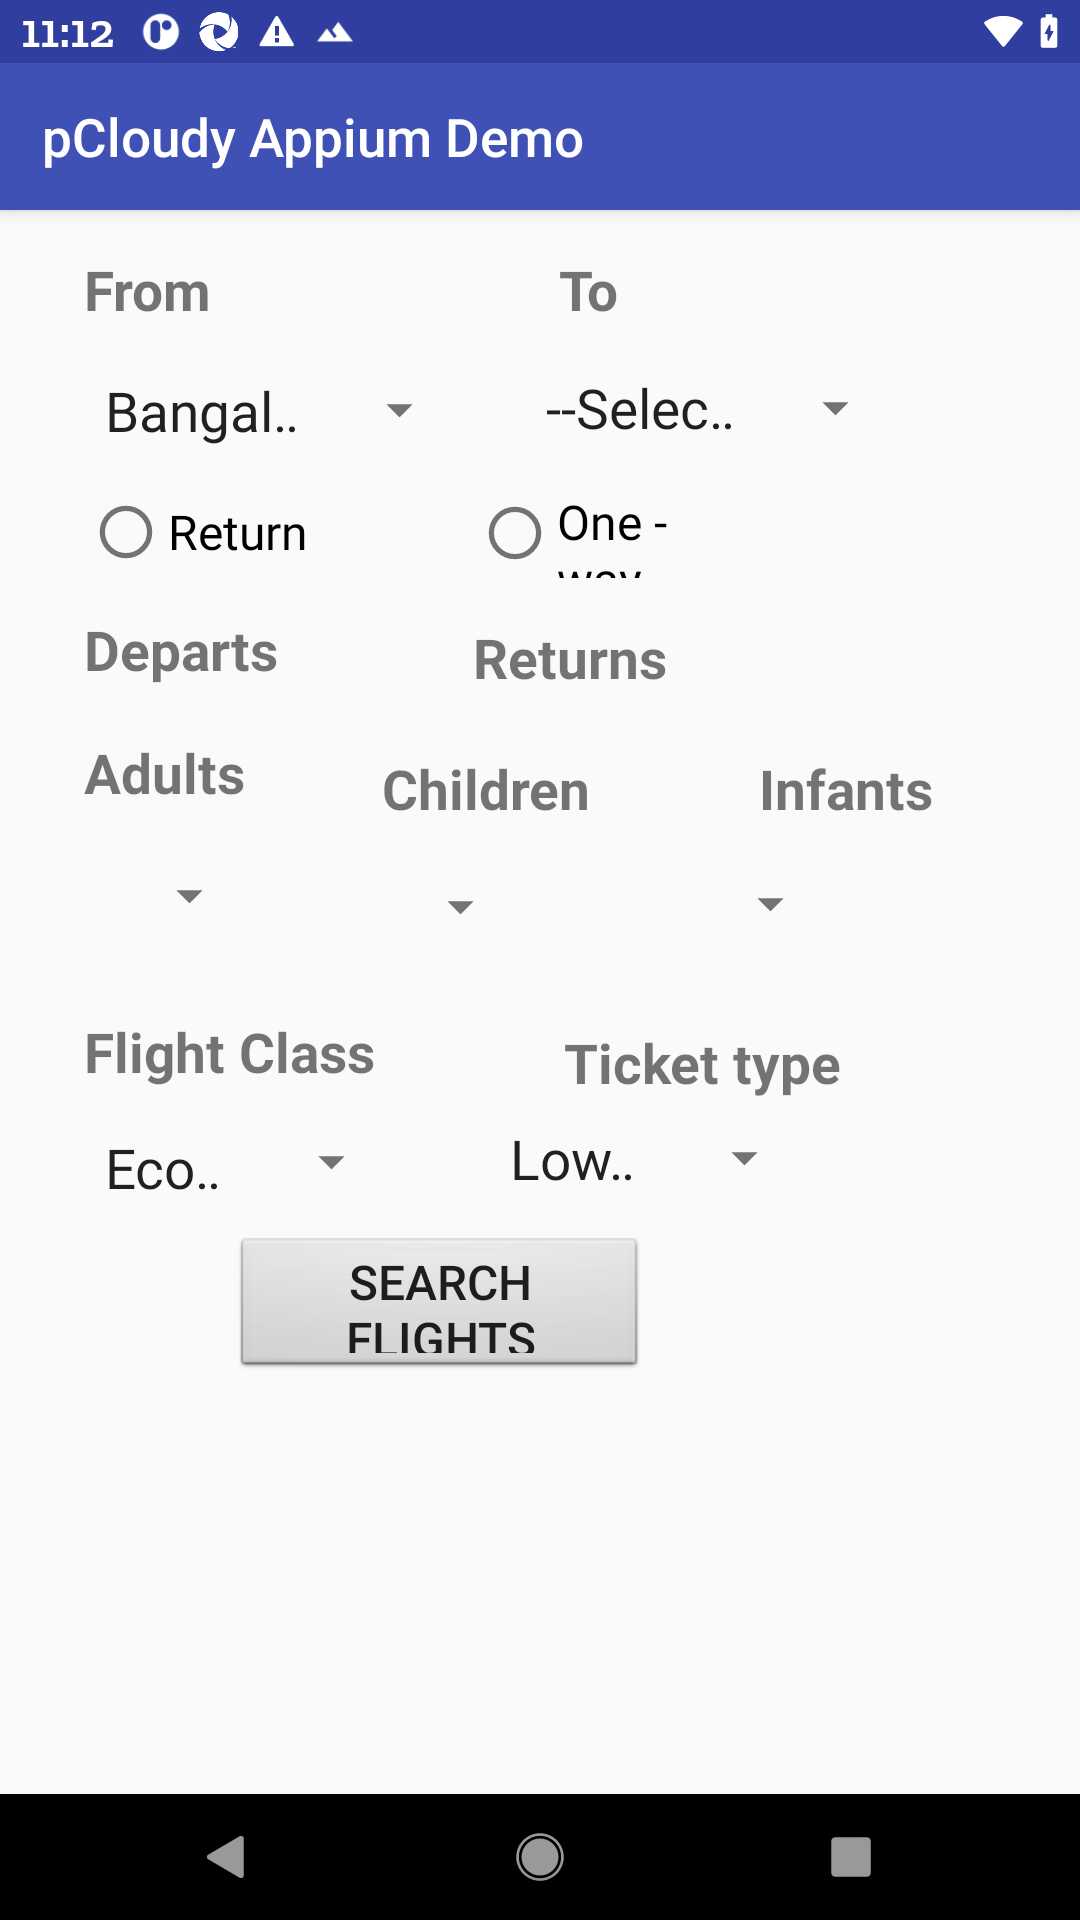 11:12
pCloudy Appium Demo
From To
Bangal.. --Selec..
Return One -
way
Departs Returns
Adults Children Infants
Flight Class Ticket type
Eco.. Low..
SEARCH
FLIGHTS